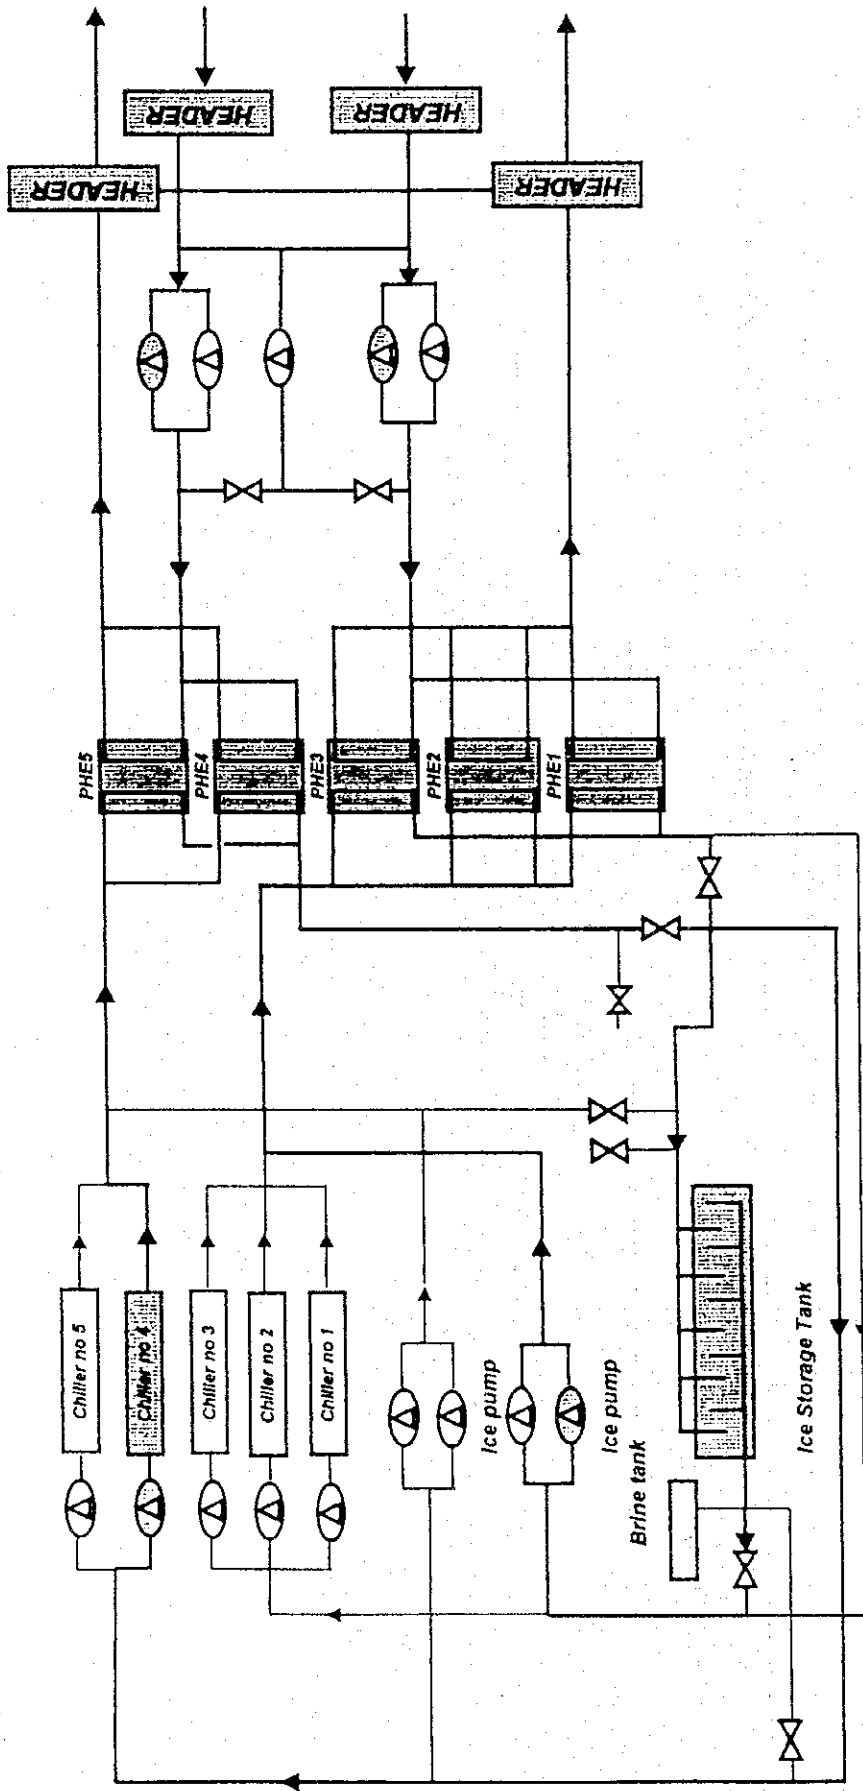 HEADER
HEADER
HEADER
HEADER
PHE5
PHE4
PHE3
PHE2
PHE1
Chiller no 5
Chiller no 4
Chiller no 3
Chiller no 2
Chiller no 1
Ice pump
Ice pump
Brine tank
Ice Storage Tank